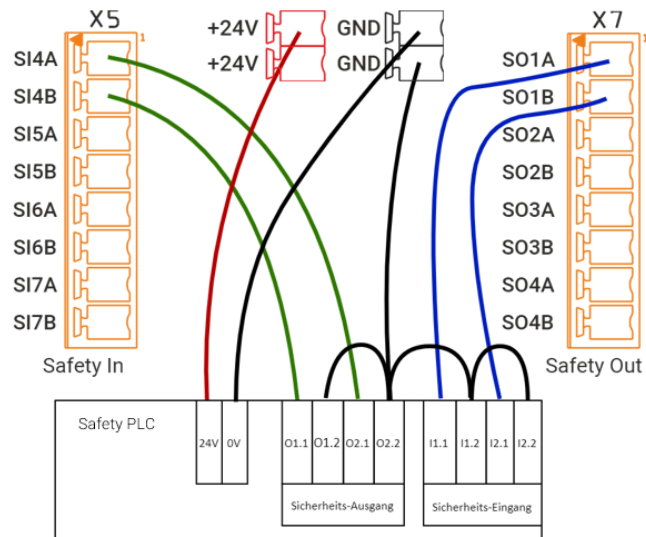 X5
1
+24V
+24V
GND
GND
X7
1
SI4A
SI4B
SI5A
SI5B
SI6A
SI6B
SI7A
SI7B
Safety In
SO1A
SO1B
SO2A
SO2B
SO3A
SO3B
SO4A
SO4B
Safety Out
Safety PLC
24V
0V
O1.1
O1.2
O2.1
O2.2
I1.1
I1.2
I2.1
I2.2
Sicherheits-Ausgang
Sicherheits-Eingang